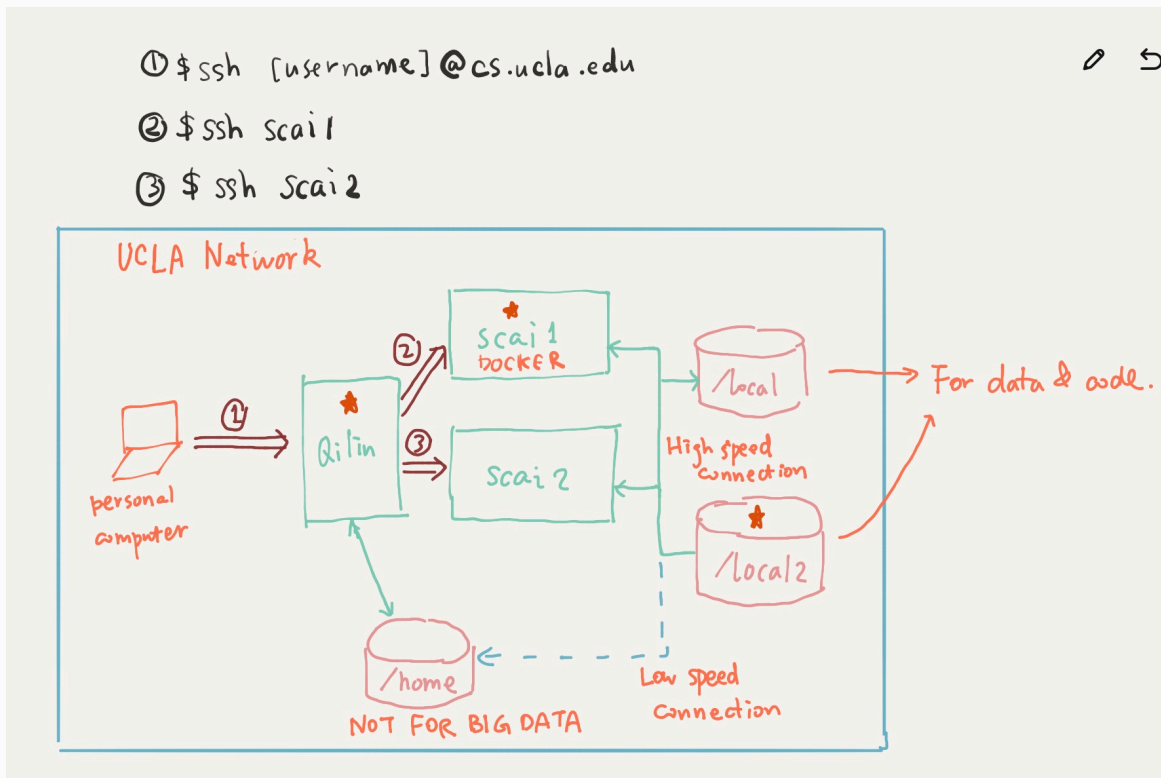 ① $ ssh [username]@cs.ucla.edu
② $ ssh scai1
③ $ ssh scai2
UCLA Network
scai1
DOCKER
②
/local
For data & code.
①
Qilin
③
scai2
High speed
connection
personal
computer
/local2
/home
Low speed
connection
NOT FOR BIG DATA